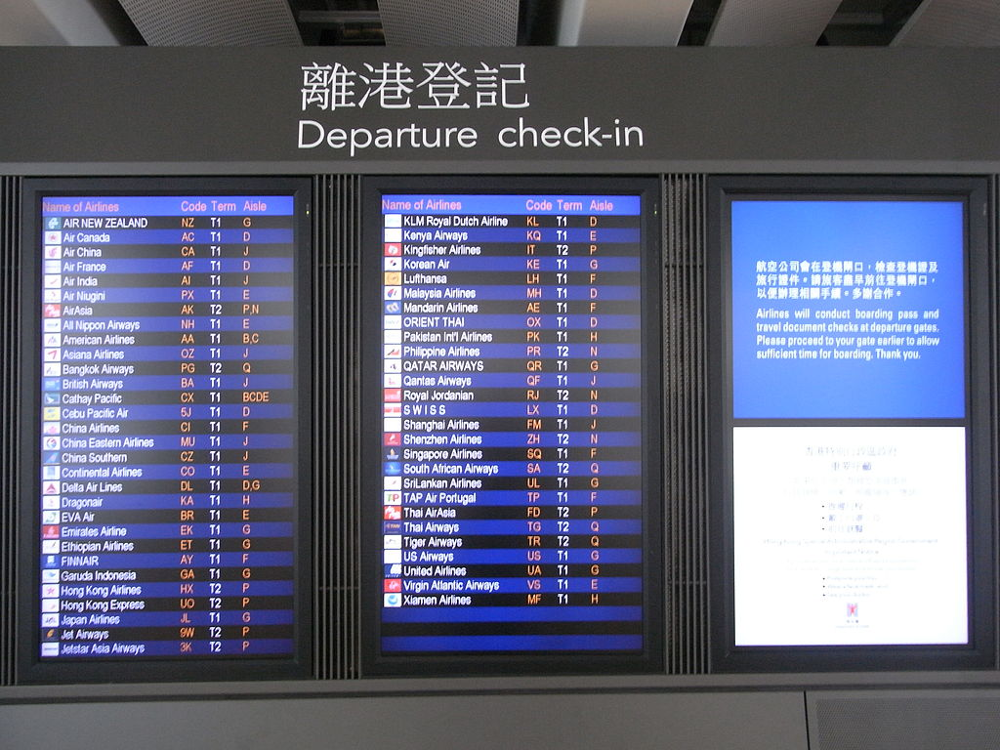 離港登記
Departure check-in
Name of Airlines Code Term Aisle
AIR NEW ZEALAND NZ T1 G
Air Canada AC T1 D
Air China CA T1 J
Air France AF T1 D
Air India AI T1 J
Air Niugini PX T1 E
AirAsia AK T2 P,N
All Nippon Airways NH T1 E
American Airlines AA T1 B,C
Asiana Airlines OZ T1 J
Bangkok Airways PG T2 Q
British Airways BA T1 J
Cathay Pacific CX T1 BCDE
Cebu Pacific Air 5J T1 D
China Airlines CI T1 F
China Eastern Airlines MU T1 J
China Southern CZ T1 J
Continental Airlines CO T1 E
Delta Air Lines DL T1 D,G
Dragonair KA T1 H
EVA Air BR T1 E
Emirates Airline EK T1 G
Ethiopian Airlines ET T1 G
FINNAIR AY T1 F
Garuda Indonesia GA T1 G
Hong Kong Airlines HX T2 P
Hong Kong Express UO T2 P
Japan Airlines JL T1 G
Jet Airways 9W T2 P
Jetstar Asia Airways 3K T2 P
Name of Airlines Code Term Aisle
KLM Royal Dutch Airline KL T1 D
Kenya Airways KQ T1 E
Kingfisher Airlines IT T2 P
Korean Air KE T1 G
Lufthansa LH T1 F
Malaysia Airlines MH T1 D
Mandarin Airlines AE T1 F
ORIENT THAI OX T1 D
Pakistan Int'l Airlines PK T1 H
Philippine Airlines PR T2 N
QATAR AIRWAYS QR T1 G
Qantas Airways QF T1 J
Royal Jordanian RJ T2 N
SWISS LX T1 D
Shanghai Airlines FM T1 J
Shenzhen Airlines ZH T2 N
Singapore Airlines SQ T1 F
South African Airways SA T2 Q
SriLankan Airlines UL T1 G
TAP Air Portugal TP T1 F
Thai AirAsia FD T2 P
Thai Airways TG T2 Q
Tiger Airways TR T2 Q
US Airways US T1 G
United Airlines UA T1 G
Virgin Atlantic Airways VS T1 E
Xiamen Airlines MF T1 H
航空公司會在登機閘口，檢查登機證及
旅行證件。請旅客盡早前往登機閘口，
以便辦理相關手續。多謝合作。
Airlines will conduct boarding pass and
travel document checks at departure gates.
Please proceed to your gate earlier to allow
sufficient time for boarding. Thank you.